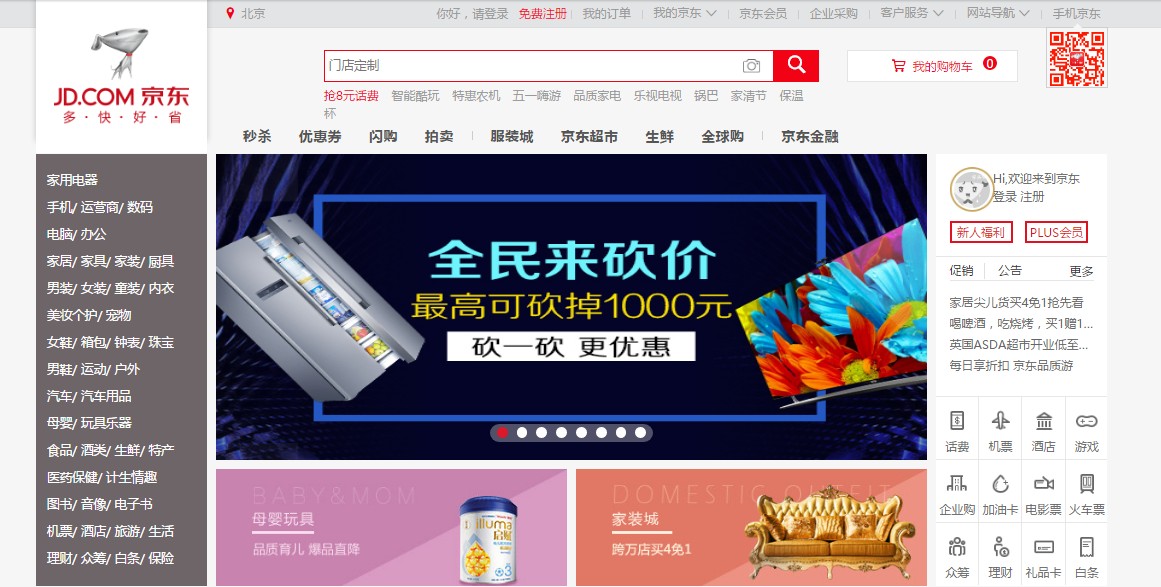 北京
你好，请登录 免费注册 我的订单 我的京东 京东会员 企业采购 客户服务 网站导航 手机京东
JD.COM 京东
多·快·好·省
门店定制
我的购物车 0
抢8元话费 智能酷玩 特惠农机 五一嗨游 品质家电 乐视电视 锅巴 家清节 保温
杯
秒杀 优惠券 闪购 拍卖 服装城 京东超市 生鲜 全球购 京东金融
家用电器
手机/ 运营商/ 数码
电脑/ 办公
家居/ 家具/ 家装/ 厨具
男装/ 女装/ 童装/ 内衣
美妆个护/ 宠物
女鞋/ 箱包/ 钟表/ 珠宝
男鞋/ 运动/ 户外
汽车/ 汽车用品
母婴/ 玩具乐器
食品/ 酒类/ 生鲜/ 特产
医药保健/ 计生情趣
图书/ 音像/ 电子书
机票/ 酒店/ 旅游/ 生活
理财/ 众筹/ 白条/ 保险
全民来砍价
最高可砍掉1000元
砍一砍 更优惠
Hi,欢迎来到京东
登录 注册
新人福利 PLUS会员
促销 公告 更多
家居尖儿货买4免1抢先看
喝啤酒，吃烧烤，买1赠1...
英国ASDA超市开业低至...
每日享折扣 京东品质游
话费 机票 酒店 游戏
企业购 加油卡 电影票 火车票
众筹 理财 礼品卡 白条
BABY&MOM
母婴玩具
品质育儿 爆品直降
illuma
启赋
3
DOMESTIC OUTFIT
家装城
跨万店买4免1